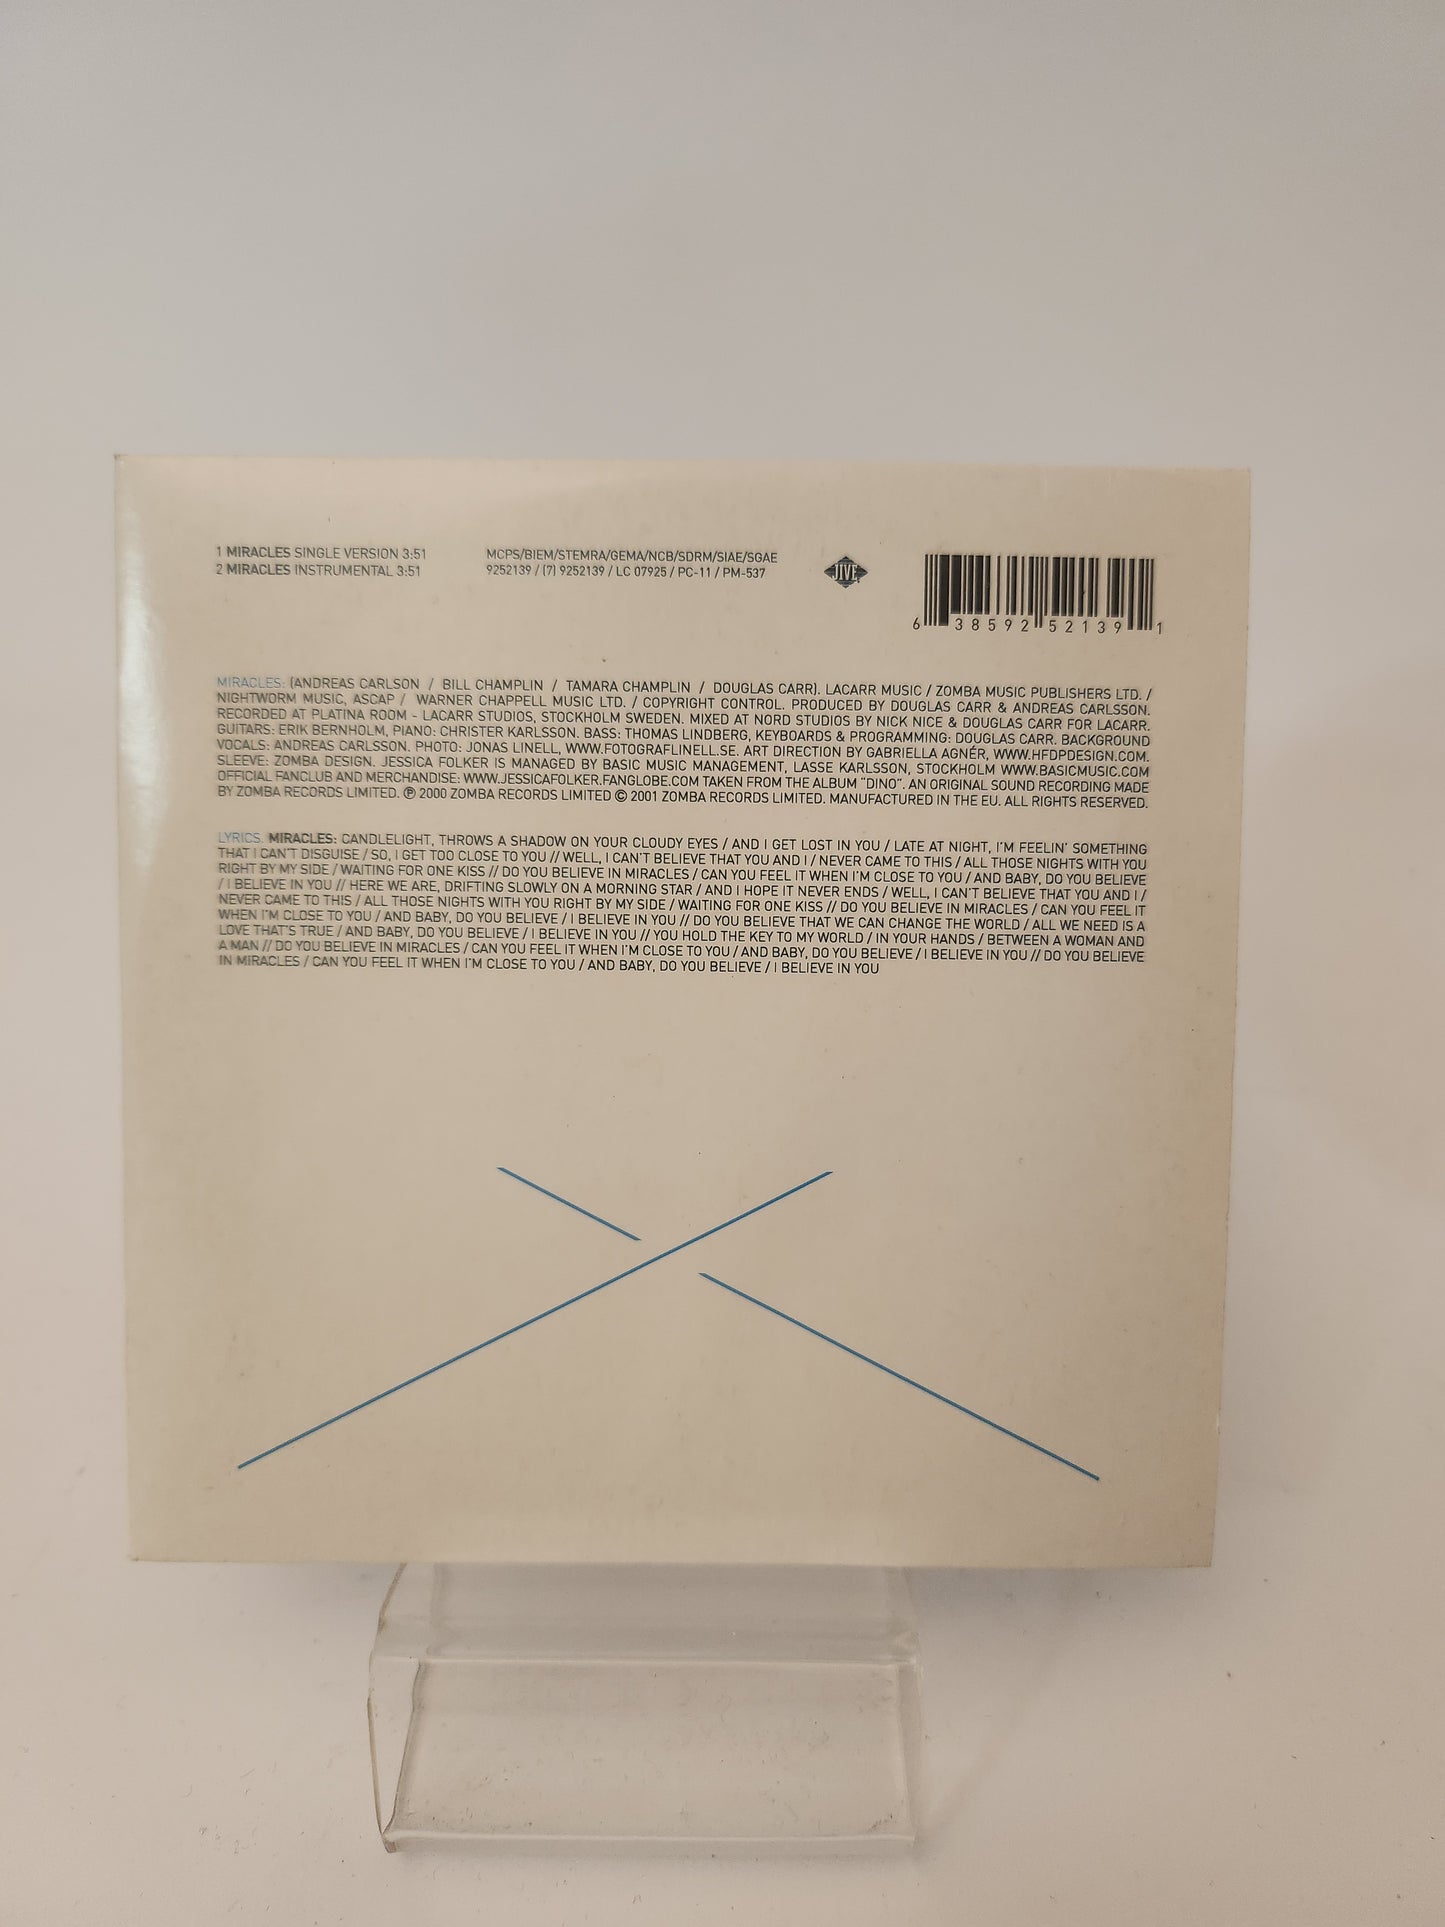 1 MIRACLES SINGLE VERSION 3:51
2 MIRACLES INSTRUMENTAL 3:51
MCPS/BIEM/STEMRA/GEMA/NCB/SDRM/SIAE/SGAE
9252139 / (7) 9252139 / LC 07925 / PC-11 / PM-537
JIVE
6 38592 52139 1
MIRACLES: (ANDREAS CARLSON / BILL CHAMPLIN / TAMARA CHAMPLIN / DOUGLAS CARR). LACARR MUSIC / ZOMBA MUSIC PUBLISHERS LTD. /
NIGHTWORM MUSIC, ASCAP / WARNER CHAPPELL MUSIC LTD. / COPYRIGHT CONTROL. PRODUCED BY DOUGLAS CARR & ANDREAS CARLSSON.
RECORDED AT PLATINA ROOM - LACARR STUDIOS, STOCKHOLM SWEDEN. MIXED AT NORD STUDIOS BY NICK NICE & DOUGLAS CARR FOR LACARR.
GUITARS: ERIK BERNHOLM, PIANO: CHRISTER KARLSSON. BASS: THOMAS LINDBERG, KEYBOARDS & PROGRAMMING: DOUGLAS CARR. BACKGROUND
VOCALS: ANDREAS CARLSSON. PHOTO: JONAS LINELL, WWW.FOTOGRAFLINELL.SE. ART DIRECTION BY GABRIELLA AGNÉR, WWW.HFDPDESIGN.COM.
SLEEVE: ZOMBA DESIGN. JESSICA FOLKER IS MANAGED BY BASIC MUSIC MANAGEMENT, LASSE KARLSSON, STOCKHOLM WWW.BASICMUSIC.COM
OFFICIAL FANCLUB AND MERCHANDISE: WWW.JESSICAFOLKER.FANGLOBE.COM TAKEN FROM THE ALBUM "DINO". AN ORIGINAL SOUND RECORDING MADE
BY ZOMBA RECORDS LIMITED. ℗ 2000 ZOMBA RECORDS LIMITED © 2001 ZOMBA RECORDS LIMITED. MANUFACTURED IN THE EU. ALL RIGHTS RESERVED.
LYRICS. MIRACLES: CANDLELIGHT, THROWS A SHADOW ON YOUR CLOUDY EYES / AND I GET LOST IN YOU / LATE AT NIGHT, I'M FEELIN' SOMETHING
THAT I CAN'T DISGUISE / SO, I GET TOO CLOSE TO YOU // WELL, I CAN'T BELIEVE THAT YOU AND I / NEVER CAME TO THIS / ALL THOSE NIGHTS WITH YOU
RIGHT BY MY SIDE / WAITING FOR ONE KISS // DO YOU BELIEVE IN MIRACLES / CAN YOU FEEL IT WHEN I'M CLOSE TO YOU / AND BABY, DO YOU BELIEVE
/ I BELIEVE IN YOU // HERE WE ARE, DRIFTING SLOWLY ON A MORNING STAR / AND I HOPE IT NEVER ENDS / WELL, I CAN'T BELIEVE THAT YOU AND I /
NEVER CAME TO THIS / ALL THOSE NIGHTS WITH YOU RIGHT BY MY SIDE / WAITING FOR ONE KISS // DO YOU BELIEVE IN MIRACLES / CAN YOU FEEL IT
WHEN I'M CLOSE TO YOU / AND BABY, DO YOU BELIEVE / I BELIEVE IN YOU // DO YOU BELIEVE THAT WE CAN CHANGE THE WORLD / ALL WE NEED IS A
LOVE THAT'S TRUE / AND BABY, DO YOU BELIEVE / I BELIEVE IN YOU // YOU HOLD THE KEY TO MY WORLD / IN YOUR HANDS / BETWEEN A WOMAN AND
A MAN // DO YOU BELIEVE IN MIRACLES / CAN YOU FEEL IT WHEN I'M CLOSE TO YOU / AND BABY, DO YOU BELIEVE / I BELIEVE IN YOU // DO YOU BELIEVE
IN MIRACLES / CAN YOU FEEL IT WHEN I'M CLOSE TO YOU / AND BABY, DO YOU BELIEVE / I BELIEVE IN YOU